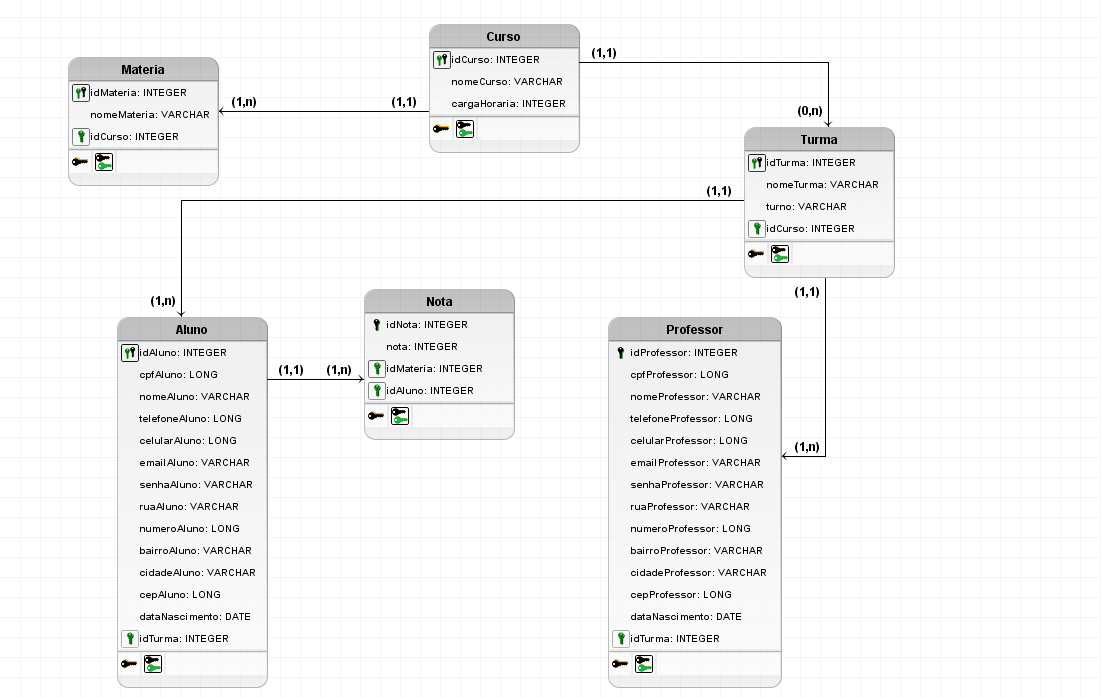 Curso
idCurso: INTEGER
nomeCurso: VARCHAR
cargaHoraria: INTEGER
(1,1)
(1,1)
(1,n)
(0,n)
Materia
idMateria: INTEGER
nomeMateria: VARCHAR
idCurso: INTEGER
Turma
idTurma: INTEGER
nomeTurma: VARCHAR
turno: VARCHAR
idCurso: INTEGER
(1,1)
(1,n)
(1,1)
(1,n)
Aluno
idAluno: INTEGER
cpfAluno: LONG
nomeAluno: VARCHAR
telefoneAluno: LONG
celularAluno: LONG
emailAluno: VARCHAR
senhaAluno: VARCHAR
ruaAluno: VARCHAR
numeroAluno: LONG
bairroAluno: VARCHAR
cidadeAluno: VARCHAR
cepAluno: LONG
dataNascimento: DATE
idTurma: INTEGER
(1,1) (1,n)
Nota
idNota: INTEGER
nota: INTEGER
idMateria: INTEGER
idAluno: INTEGER
Professor
idProfessor: INTEGER
cpfProfessor: LONG
nomeProfessor: VARCHAR
telefoneProfessor: LONG
celularProfessor: LONG
emailProfessor: VARCHAR
senhaProfessor: VARCHAR
ruaProfessor: VARCHAR
numeroProfessor: LONG
bairroProfessor: VARCHAR
cidadeProfessor: VARCHAR
cepProfessor: LONG
dataNascimento: DATE
idTurma: INTEGER